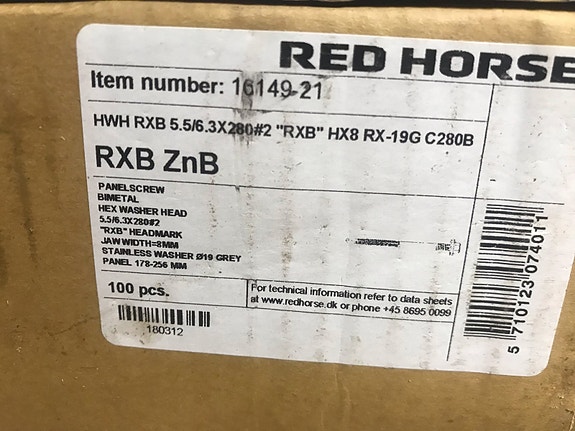 RED HORSE
Item number: 16149-21
HWH RXB 5.5/6.3X280#2 "RXB" HX8 RX-19G C280B
RXB ZnB
PANELSCREW
BIMETAL
HEX WASHER HEAD
5.5/6.3X280#2
"RXB" HEADMARK
JAW WIDTH=8MM
STAINLESS WASHER Ø19 GREY
PANEL 178-256 MM
100 pcs.
For technical information refer to data sheets
at www.redhorse.dk or phone +45 8695 0099
180312
5 710123 074011